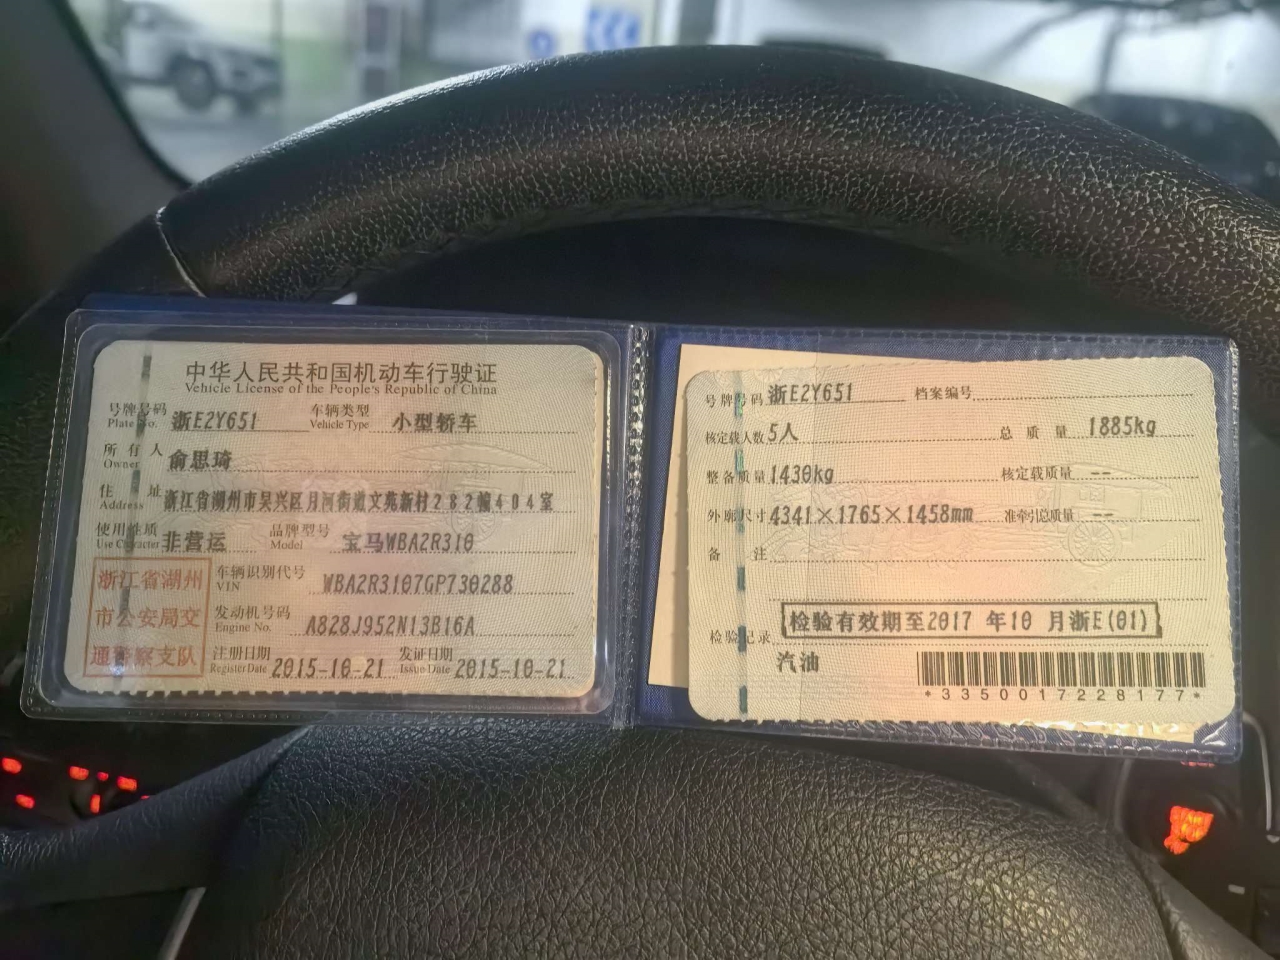 中华人民共和国机动车行驶证
Vehicle License of the People's Republic of China
号牌号码 浙E2Y651 车辆类型 小型轿车
Plate No. Vehicle Type
所有人 俞思琦
Owner
住址 浙江省湖州市吴兴区月河街道文苑新村282幢404室
Address
使用性质 非营运 品牌型号 宝马WBA2R310
Use Character Model
浙江省湖州
市公安局交
通警察支队
车辆识别代号 WBA2R3107GP730288
VIN
发动机号码 A828J952N13B16A
Engine No.
注册日期 2015-10-21 发证日期 2015-10-21
Register Date Issue Date
号牌号码 浙E2Y651 档案编号
核定载人数 5人 总质量 1885kg
整备质量 1430kg 核定载质量 --
外廓尺寸 4341×1765×1458mm 准牵引总质量 --
备注
检验有效期至2017 年10 月浙E(01)
检验记录
汽油
*3350017228177*